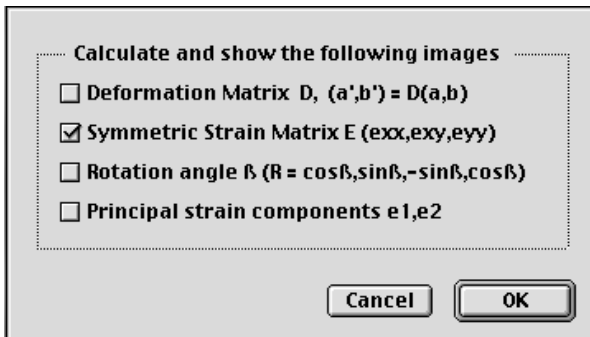 Calculate and show the following images
Deformation Matrix D, (a',b') = D(a,b)
Symmetric Strain Matrix E (exx,exy,eyy)
Rotation angle ß (R = cosß,sinß,-sinß,cosß)
Principal strain components e1,e2
Cancel OK